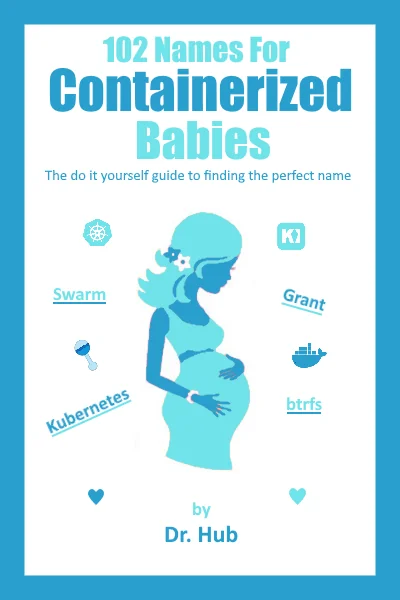 102 Names For
Containerized
Babies
The do it yourself guide to finding the perfect name
K
Swarm
Grant
Kubernetes
btrfs
by
Dr. Hub